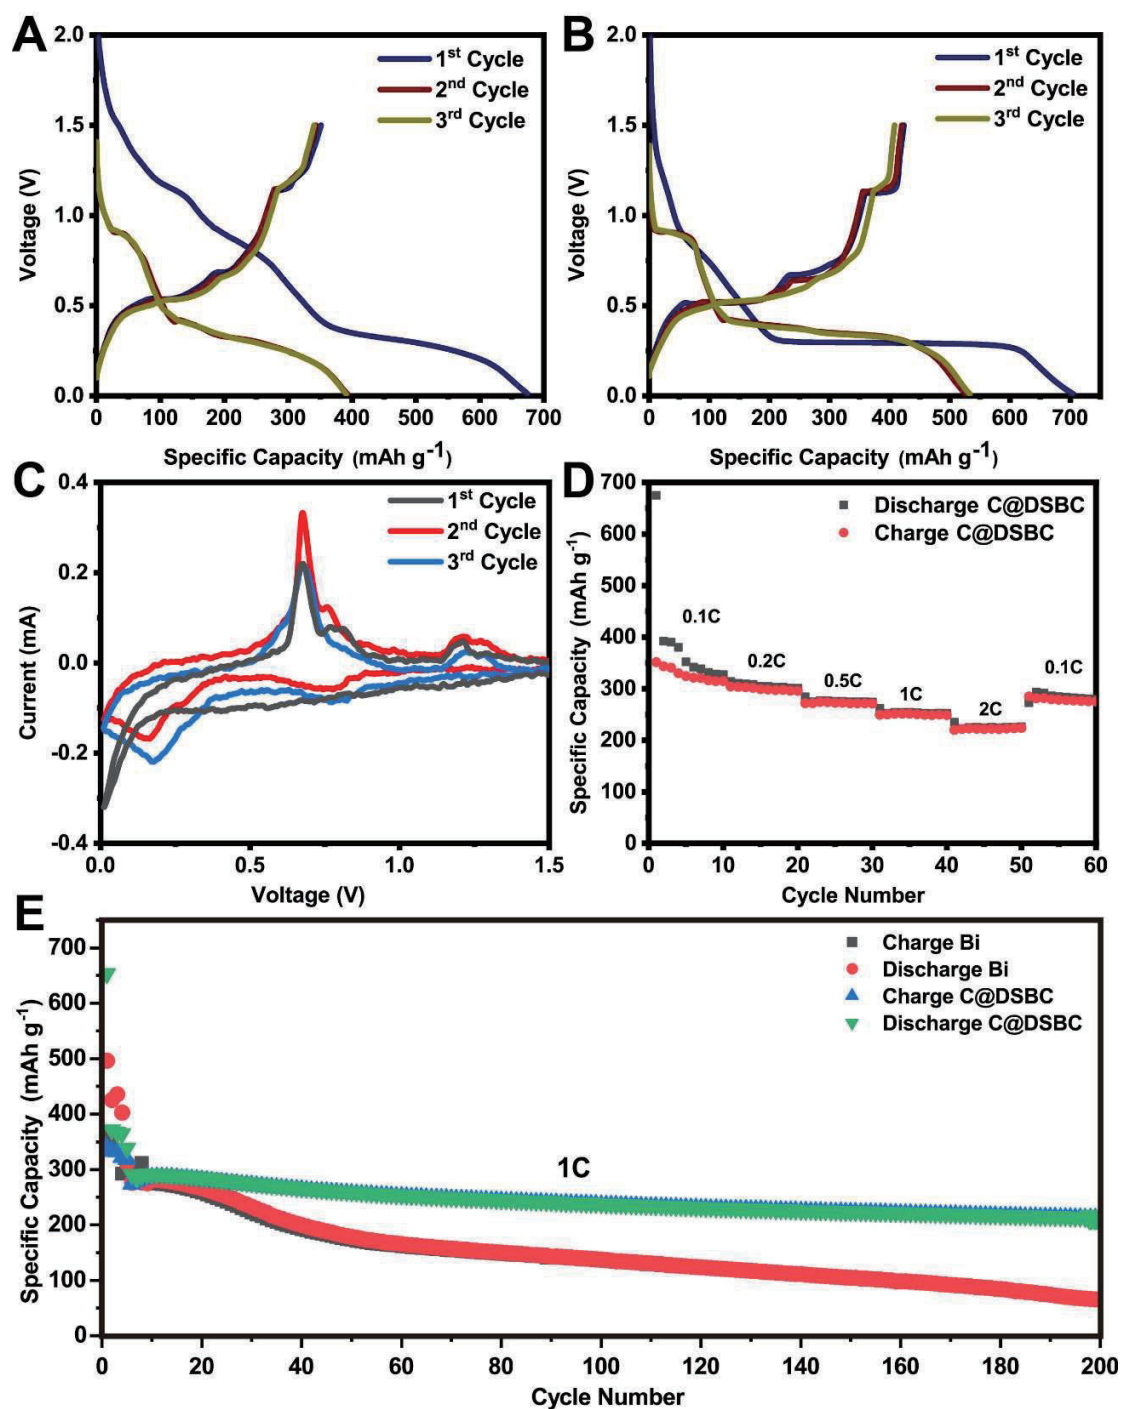 A
2.0
1.5
1.0
0.5
0.0
Voltage (V)
1st Cycle
2nd Cycle
3rd Cycle
0 100 200 300 400 500 600 700
Specific Capacity (mAh g-1)
B
2.0
1.5
1.0
0.5
0.0
Voltage (V)
1st Cycle
2nd Cycle
3rd Cycle
0 100 200 300 400 500 600 700
Specific Capacity (mAh g-1)
C
0.4
0.2
0.0
-0.2
-0.4
Current (mA)
1st Cycle
2nd Cycle
3rd Cycle
0.0 0.5 1.0 1.5
Voltage (V)
D
700
600
500
400
300
200
100
0
Specific Capacity (mAh g-1)
Discharge C@DSBC
Charge C@DSBC
0.1C
0.2C
0.5C
1C
2C
0.1C
0 10 20 30 40 50 60
Cycle Number
E
700
600
500
400
300
200
100
0
Specific Capacity (mAh g-1)
Charge Bi
Discharge Bi
Charge C@DSBC
Discharge C@DSBC
1C
0 20 40 60 80 100 120 140 160 180 200
Cycle Number